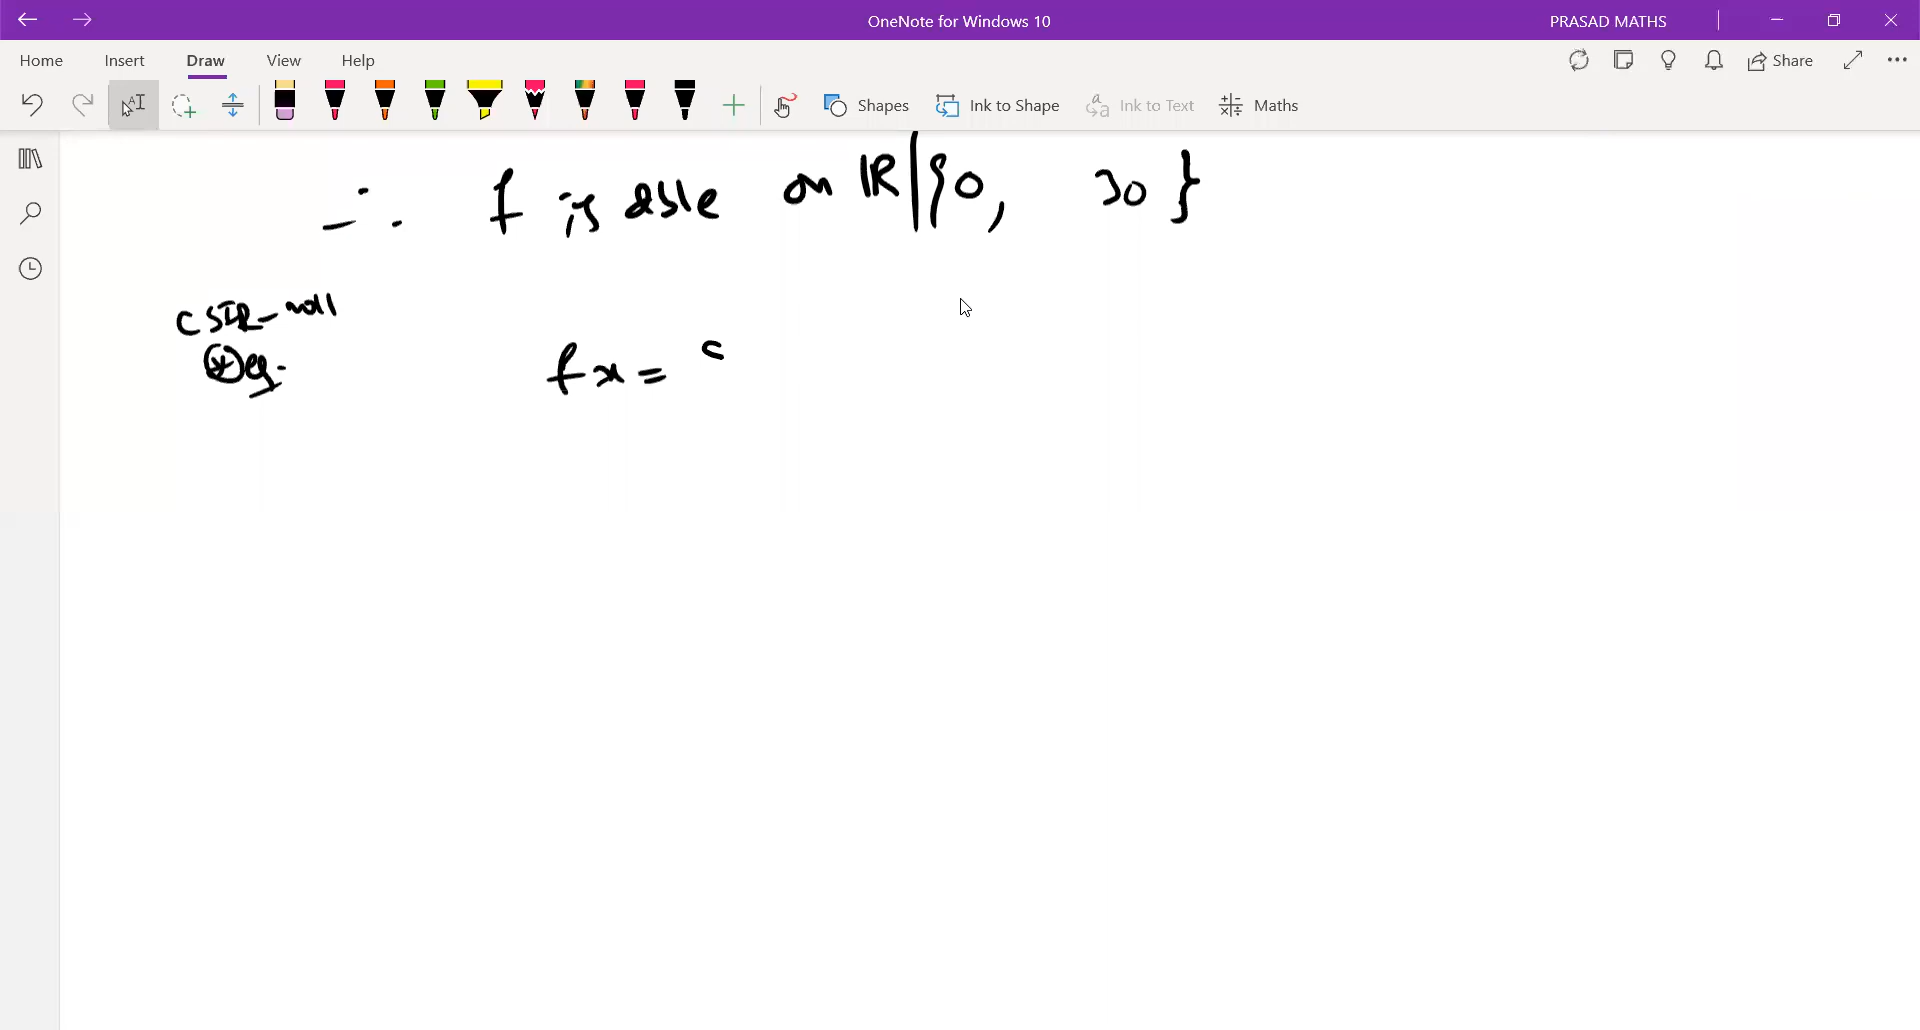 OneNote for Windows 10
PRASAD MATHS
Home Insert Draw View Help
Share
Shapes Ink to Shape Ink to Text Maths
∴ f is dble on IR\{0, 30}
CSIR-
⊛ eg.
fx =